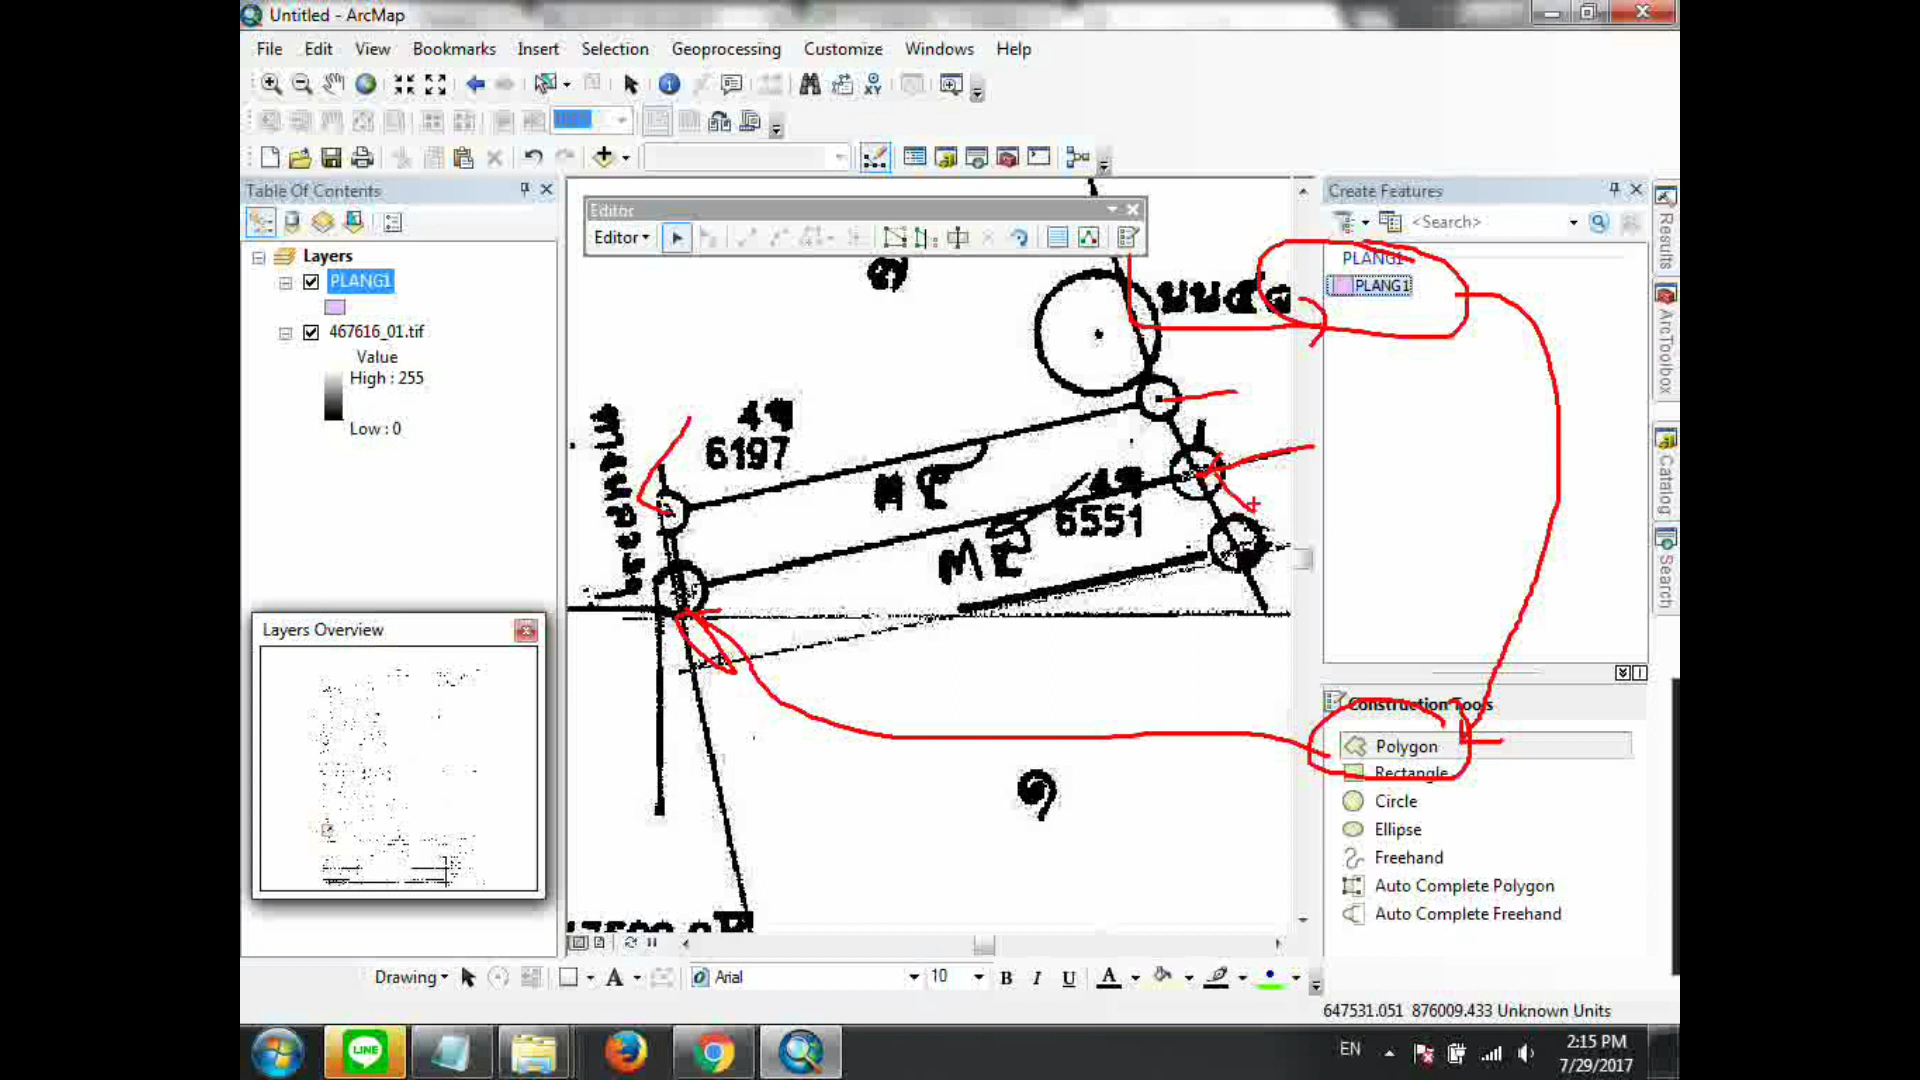 Untitled - ArcMap
File Edit View Bookmarks Insert Selection Geoprocessing Customize Windows Help
Table Of Contents
Layers
PLANG1
467616_01.tif
Value
High : 255
Low : 0
Layers Overview
Editor
Editor
6197
6551
Create Features
<Search>
PLANG1
PLANG1
Construction Tools
Polygon
Rectangle
Circle
Ellipse
Freehand
Auto Complete Polygon
Auto Complete Freehand
Results
ArcToolbox
Catalog
Search
Drawing A Arial 10 B I U A
647531.051 876009.433 Unknown Units
LINE
EN
2:15 PM
7/29/2017